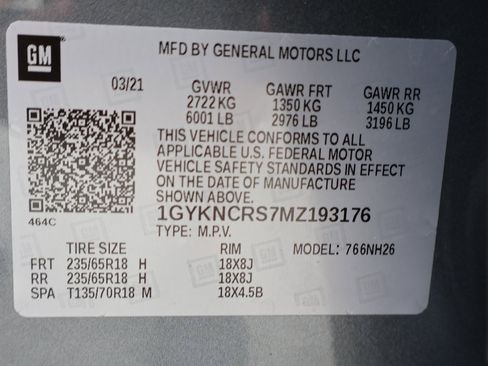 GM
MFD BY GENERAL MOTORS LLC
03/21 GVWR GAWR FRT GAWR RR
2722 KG 1350 KG 1450 KG
6001 LB 2976 LB 3196 LB
THIS VEHICLE CONFORMS TO ALL
APPLICABLE U.S. FEDERAL MOTOR
VEHICLE SAFETY STANDARDS IN EFFECT
ON THE DATE OF MANUFACTURE
SHOWN ABOVE.
464C 1GYKNCRS7MZ193176
TYPE: M.P.V.
TIRE SIZE RIM MODEL: 766NH26
FRT 235/65R18 H 18X8J
RR 235/65R18 H 18X8J
SPA T135/70R18 M 18X4.5B